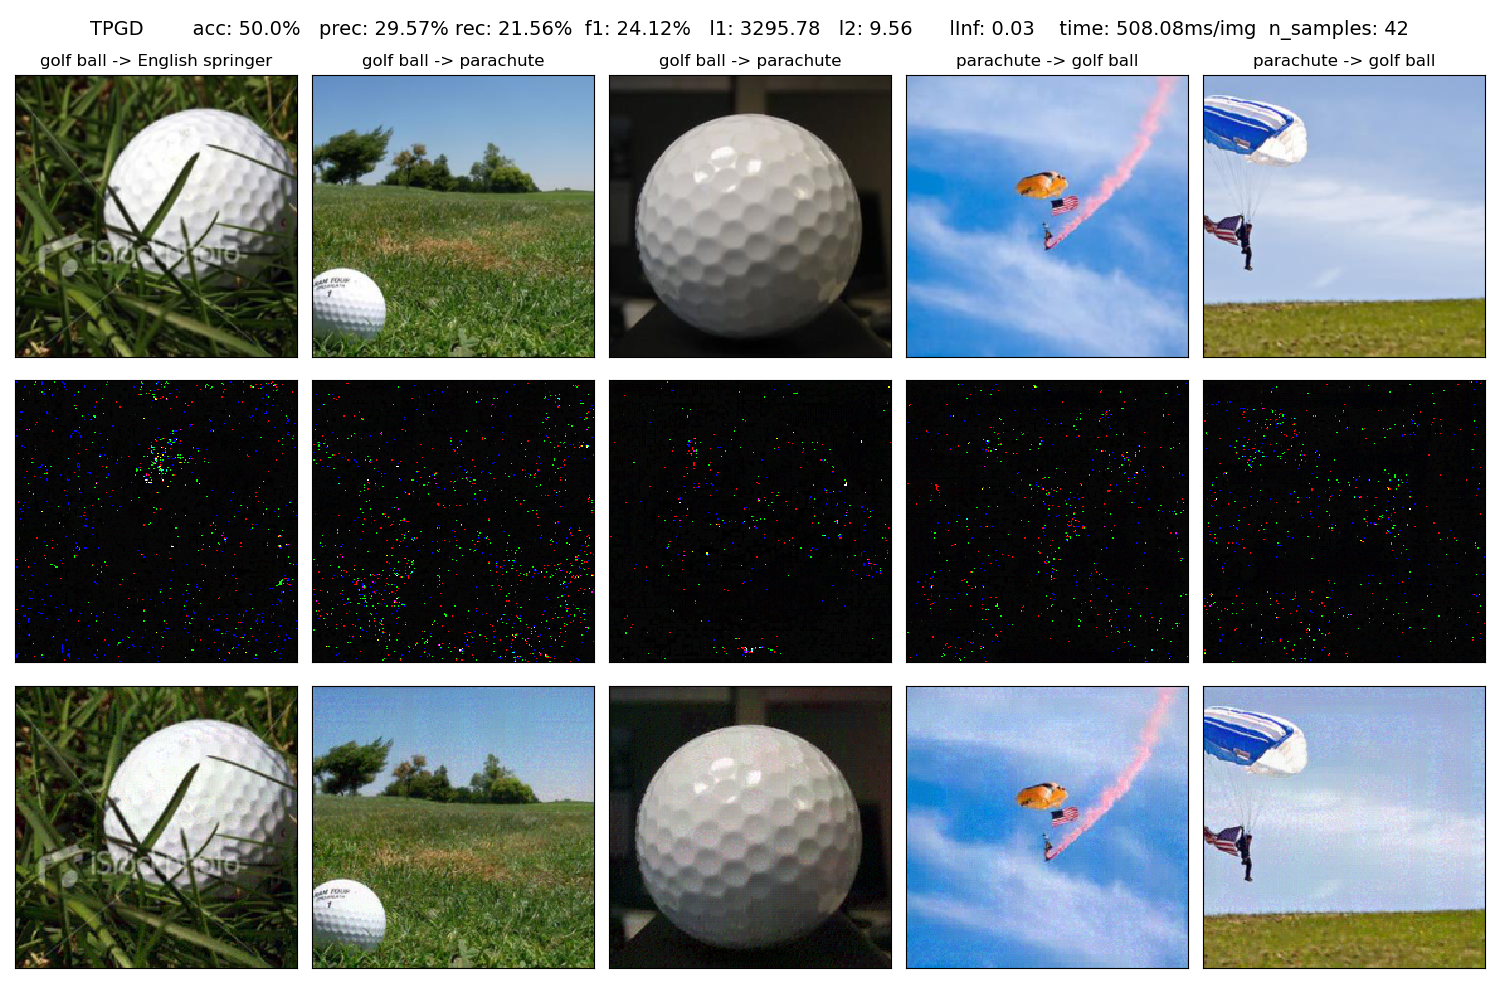 TPGD acc: 50.0% prec: 29.57% rec: 21.56% f1: 24.12% l1: 3295.78 l2: 9.56 lInf: 0.03 time: 508.08ms/img n_samples: 42
golf ball -> English springer
golf ball -> parachute
golf ball -> parachute
parachute -> golf ball
parachute -> golf ball